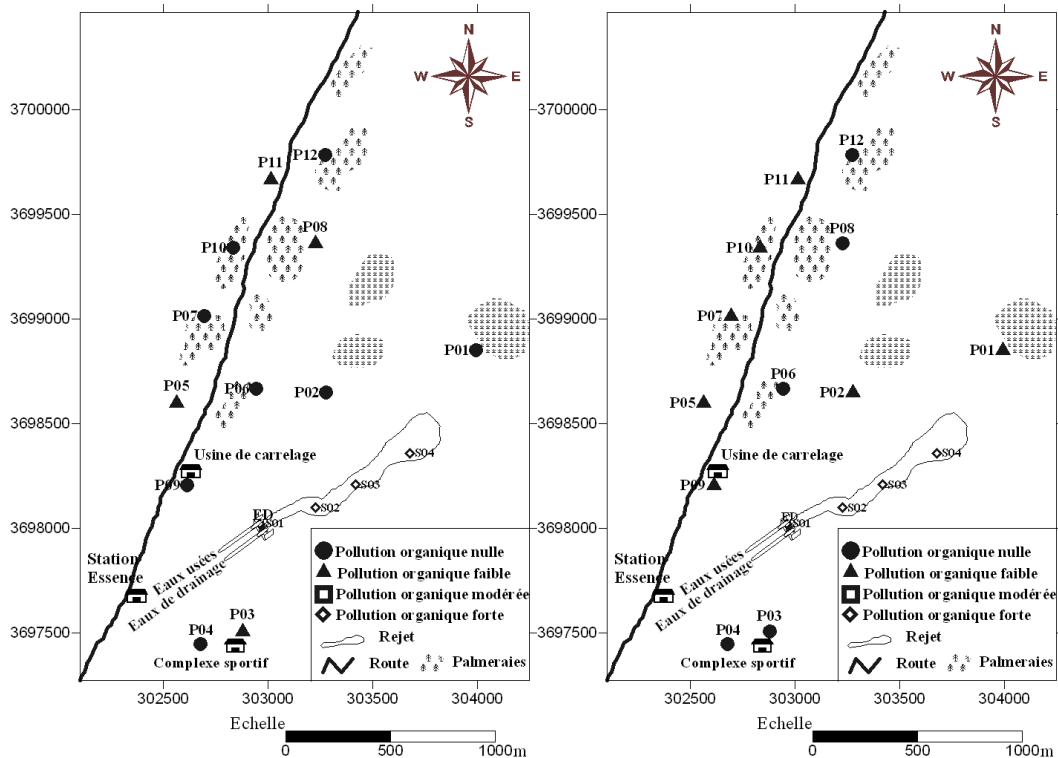 N
W E
S
3700000
3699500
3699000
3698500
3698000
3697500
P12
P11
P08
P10
P07
P01
P05
P06
P02
Usine de carrelage
S04
P09
S03
ED
S02
S01
Station
Essence
Eaux usées
Eaux de drainage
P03
P04
Complexe sportif
Pollution organique nulle
Pollution organique faible
Pollution organique modérée
Pollution organique forte
Rejet
Route Palmeraies
302500 303000 303500 304000
Echelle
0 500 1000m
N
W E
S
3700000
3699500
3699000
3698500
3698000
3697500
P12
P11
P08
P10
P07
P01
P06
P02
P05
Usine de carrelage
S04
P09
S03
ED
S02
S01
Station
Essence
Eaux usées
Eaux de drainage
P03
P04
Complexe sportif
Pollution organique nulle
Pollution organique faible
Pollution organique modérée
Pollution organique forte
Rejet
Route Palmeraies
302500 303000 303500 304000
Echelle
0 500 1000m